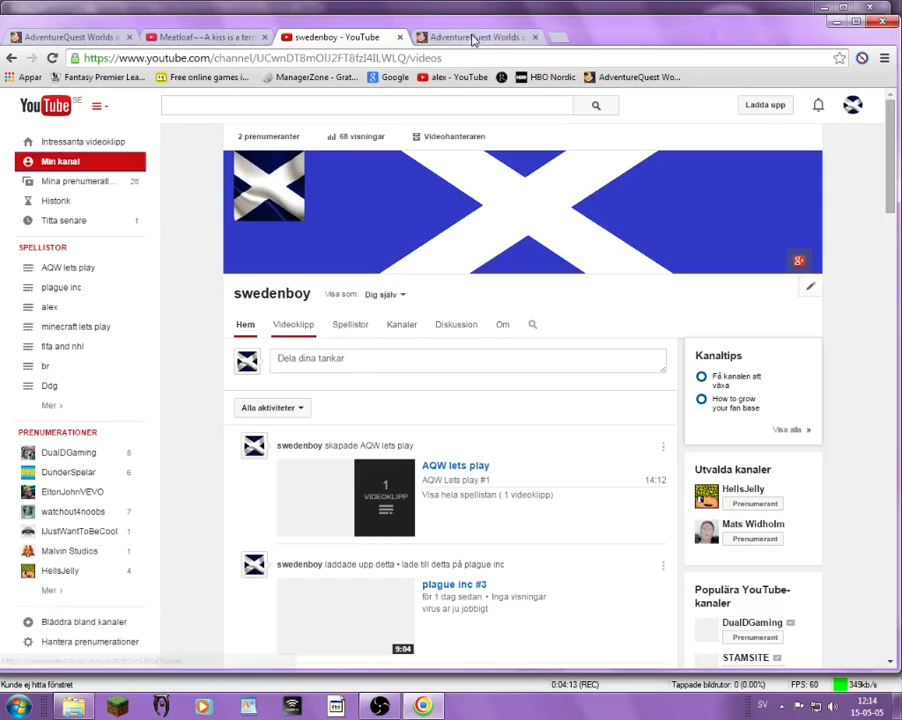 AdventureQuest Worlds o
Meatloaf~~A kiss is a terr
swedenboy - YouTube
AdventureQuest Worlds o
https://www.youtube.com/channel/UCwnDT8mOUJ2FT8fzI4ILWLQ/videos
Appar
Fantasy Premier Lea...
Free online games i...
ManagerZone - Grat...
Google
alex - YouTube
HBO Nordic
AdventureQuest Wo...
YouTube SE
Ladda upp
Intressanta videoklipp
Min kanal
Mina prenumerati... 28
Historik
Titta senare 1
SPELLISTOR
AQW lets play
plague inc
alex
minecraft lets play
fifa and nhl
br
Ddg
Mer ›
PRENUMERATIONER
DualDGaming 8
DunderSpelar 6
EltonJohnVEVO
watchout4noobs 7
IJustWantToBeCool 1
Malvin Studios 1
HellsJelly 4
Mer ›
Bläddra bland kanaler
Hantera prenumerationer
2 prenumeranter
68 visningar
Videohanteraren
swedenboy
Visa som: Dig själv
Hem
Videoklipp
Spellistor
Kanaler
Diskussion
Om
Dela dina tankar
Alla aktiviteter
swedenboy skapade AQW lets play
1
VIDEOKLIPP
AQW lets play
AQW Lets play #1 14:12
Visa hela spellistan ( 1 videoklipp)
swedenboy laddade upp detta • lade till detta på plague inc
9:04
plague inc #3
för 1 dag sedan • Inga visningar
virus ar ju jobbigt
Kanaltips
Få kanalen att
växa
How to grow
your fan base
Visa alla »
Utvalda kanaler
HellsJelly
Prenumerant
Mats Widholm
Prenumerant
Populära YouTube-
kanaler
DualDGaming
Prenumerant
STAMSITE
Kunde ej hitta fönstret
0:04:13 (REC)
Tappade bildrutor: 0 (0.00%)
FPS: 60
349kb/s
SV
12:14
15-05-05